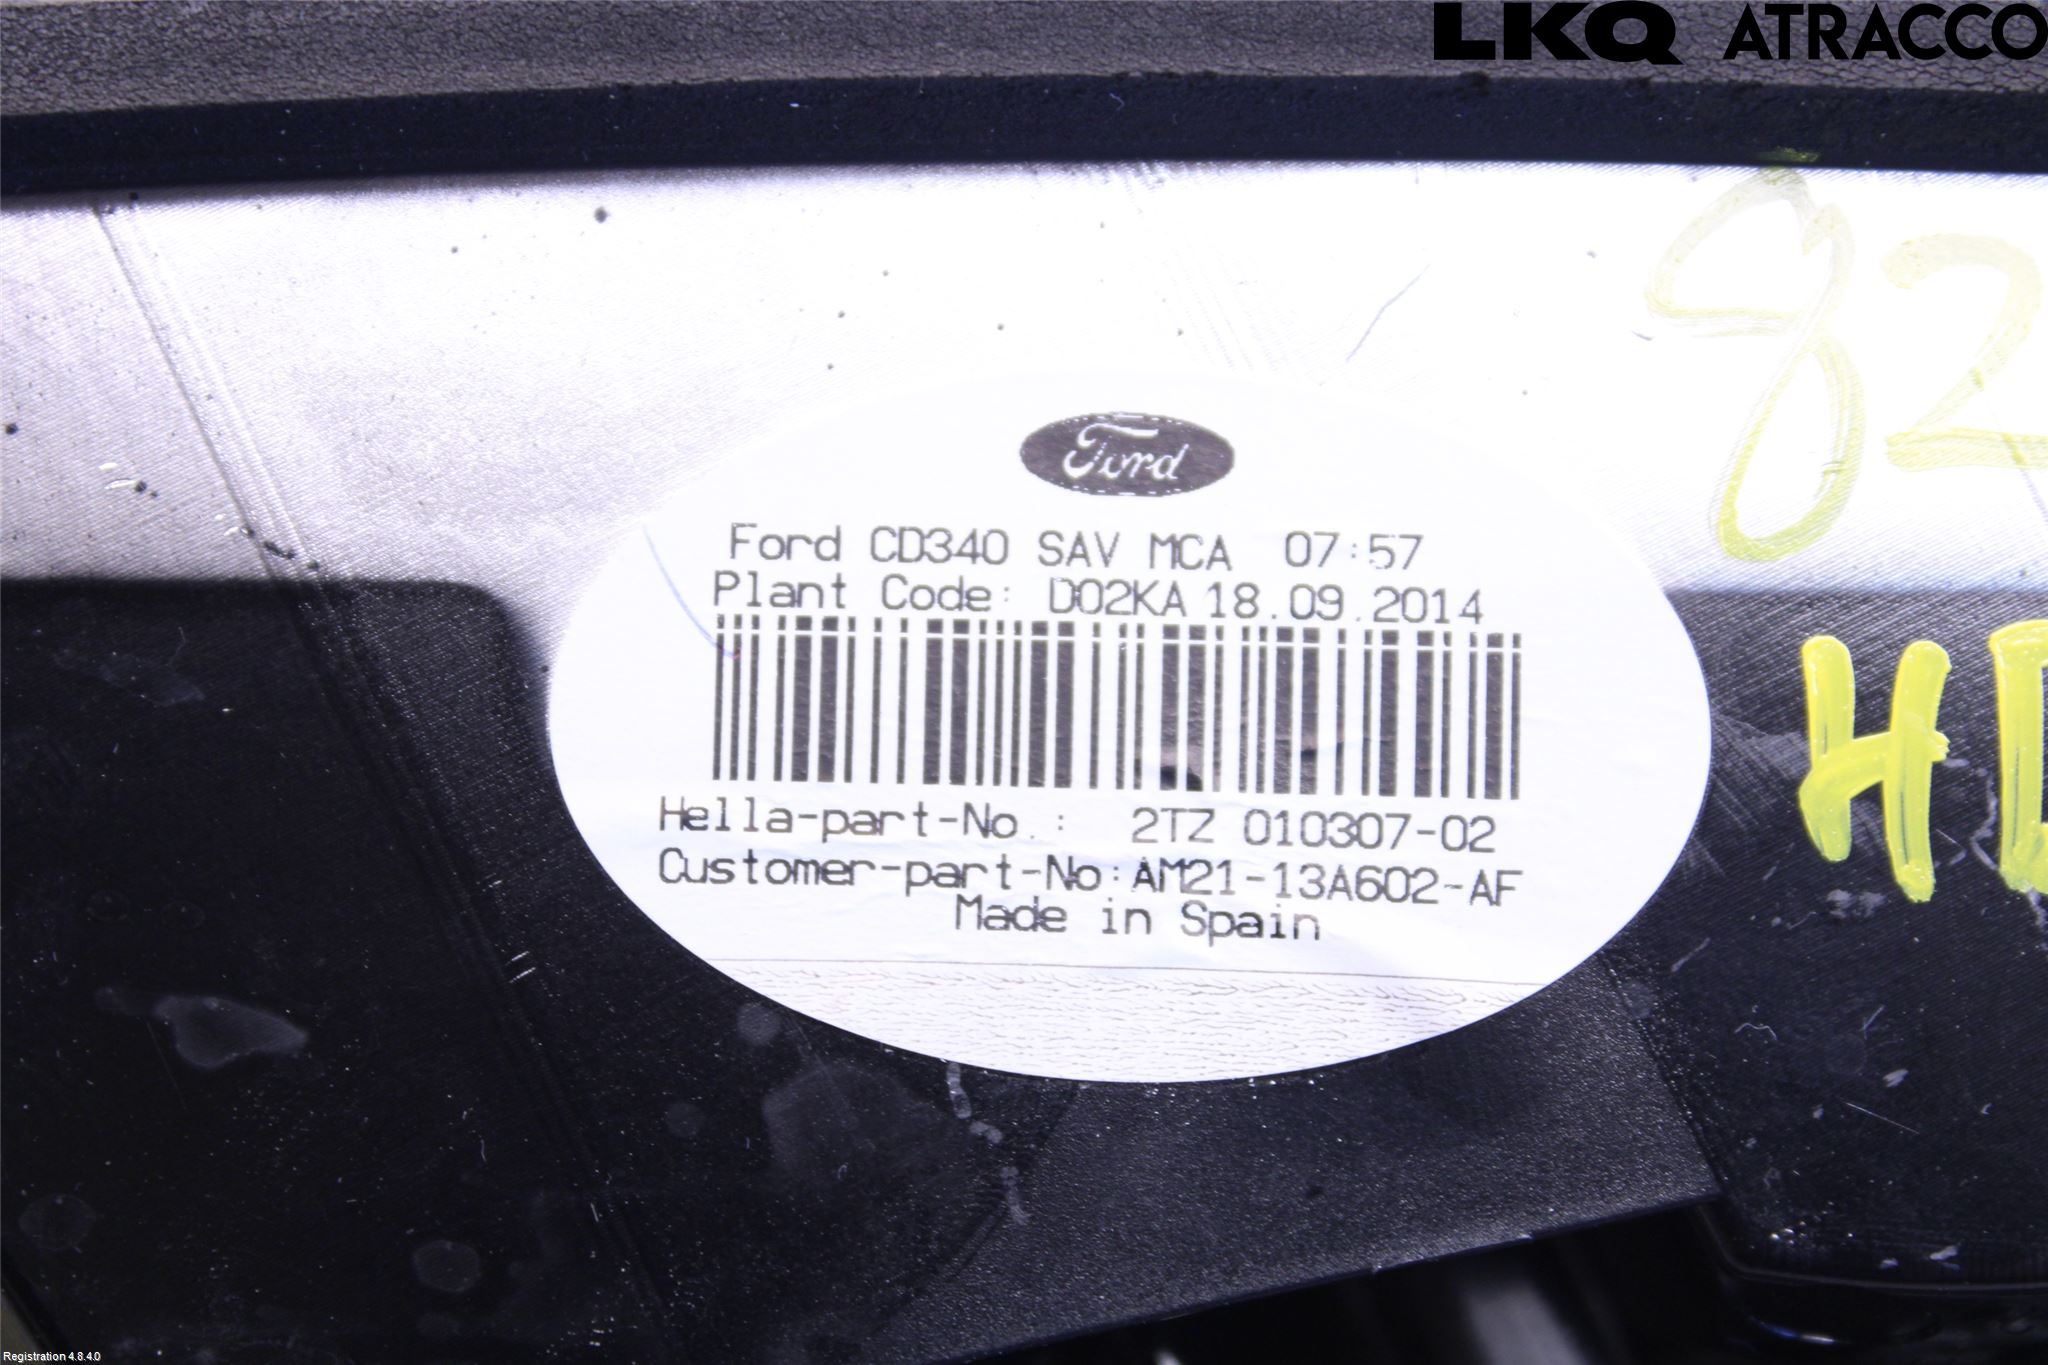 LKQ ATRACCO
82
Ford
Ford CD340 SAV MCA 07:57
Plant Code: D02KA 18.09.2014
Hella-part-No.: 2TZ 010307-02
Customer-part-No:AM21-13A602-AF
Made in Spain
Registration 4.8.4.0